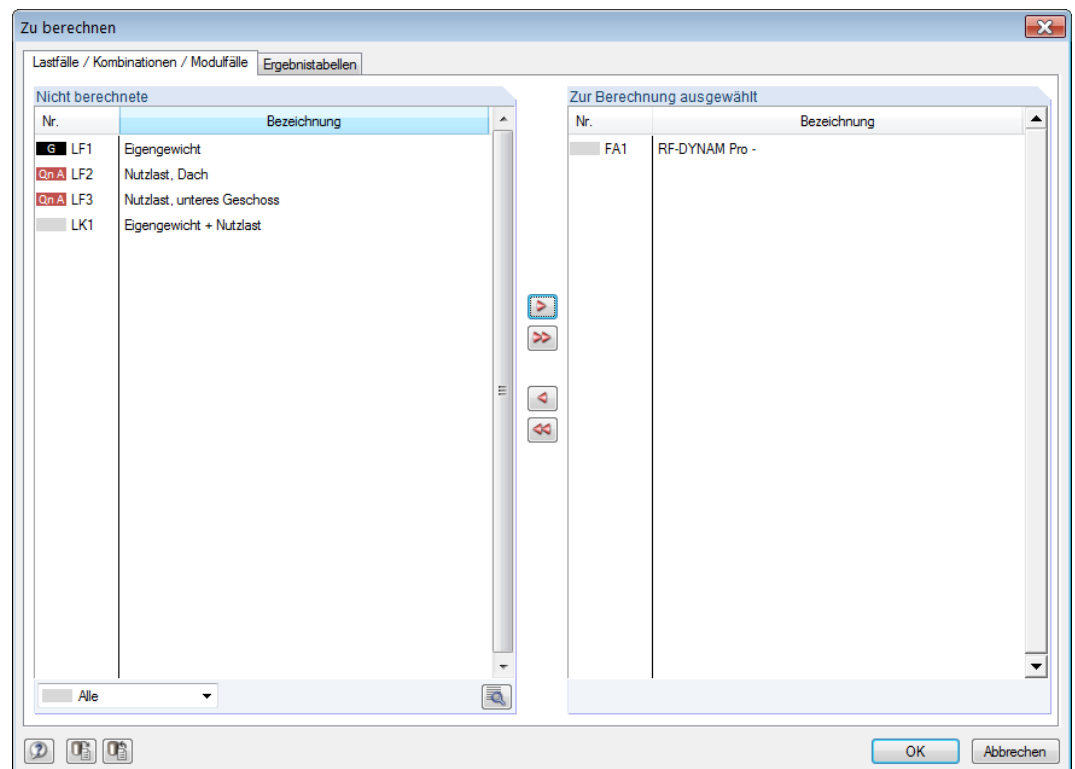 Zu berechnen
Lastfälle / Kombinationen / Modulfälle
Ergebnistabellen
Nicht berechnete
Nr. Bezeichnung
G LF1 Eigengewicht
Qn A LF2 Nutzlast, Dach
Qn A LF3 Nutzlast, unteres Geschoss
LK1 Eigengewicht + Nutzlast
Alle
Zur Berechnung ausgewählt
Nr. Bezeichnung
FA1 RF-DYNAM Pro -
OK
Abbrechen